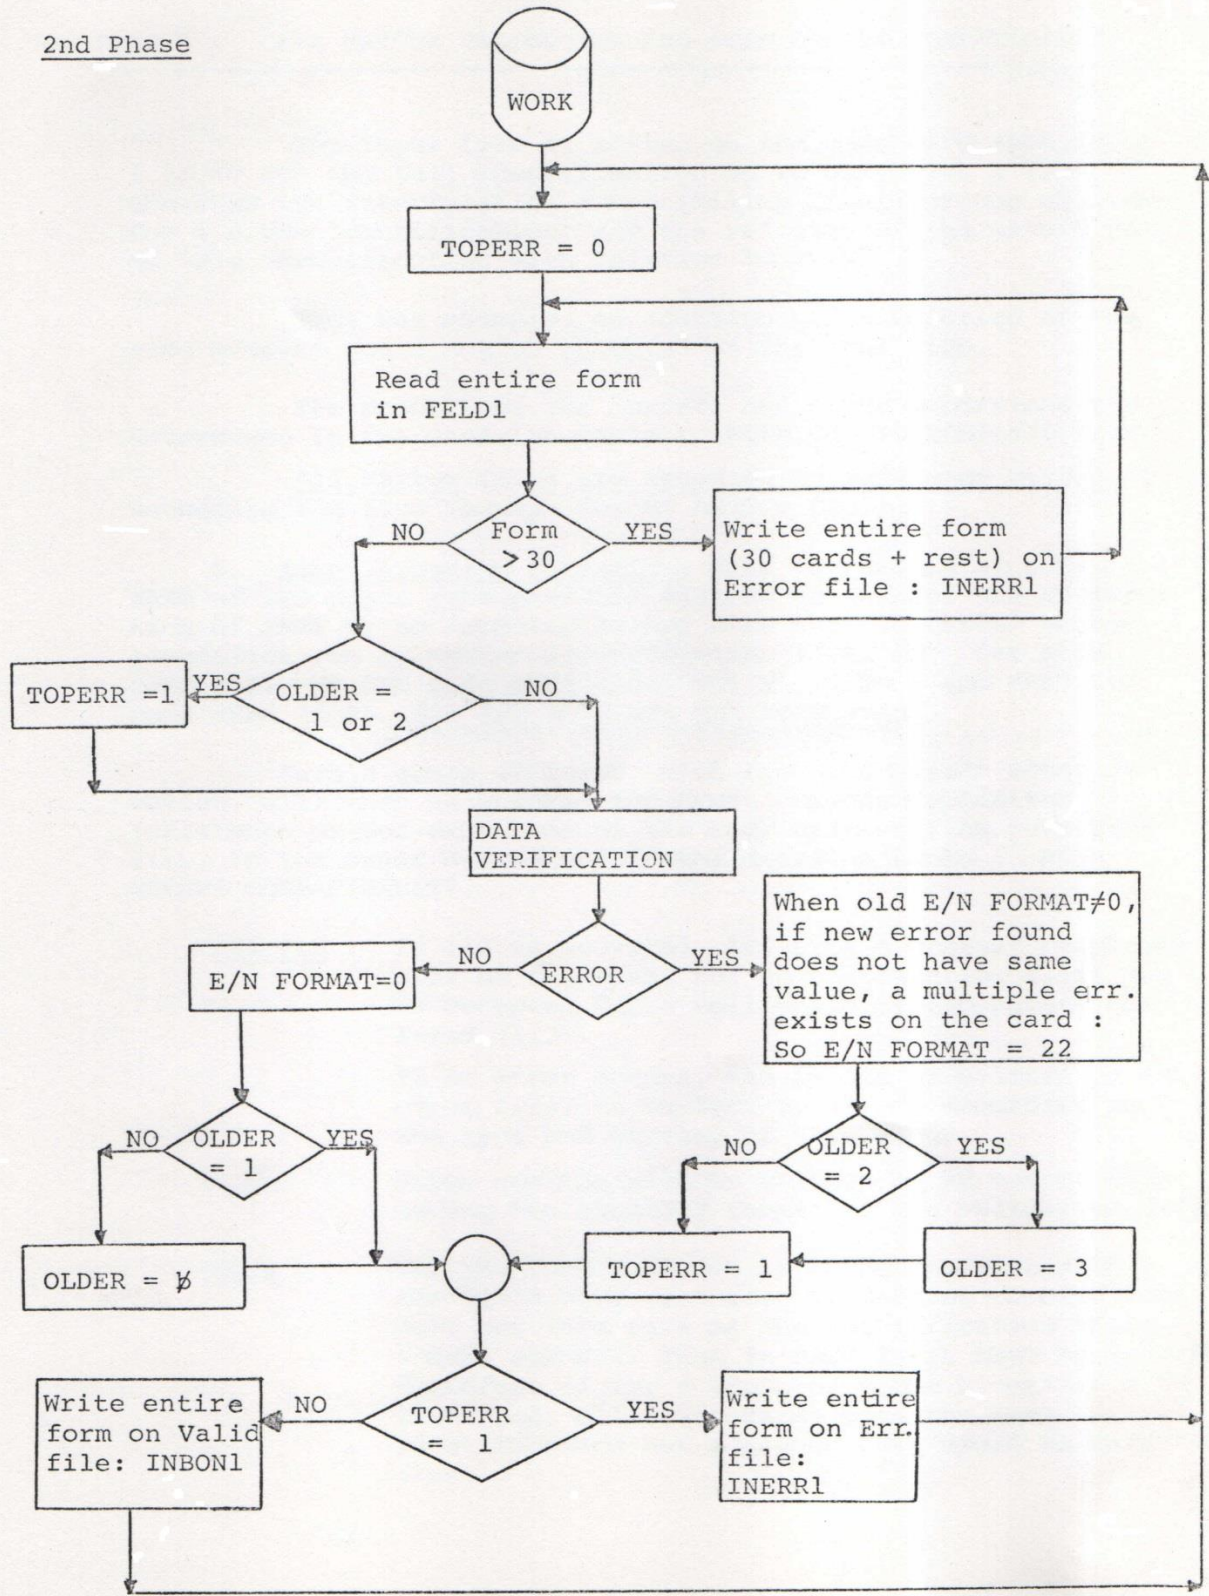 2nd Phase
WORK
TOPERR = 0
Read entire form
in FELD1
Form
>30
NO
YES
Write entire form
(30 cards + rest) on
Error file : INERR1
OLDER =
1 or 2
YES
NO
TOPERR =1
DATA
VERIFICATION
ERROR
NO
YES
E/N FORMAT=0
When old E/N FORMAT≠0,
if new error found
does not have same
value, a multiple err.
exists on the card :
So E/N FORMAT = 22
OLDER
= 1
NO
YES
OLDER
= 2
NO
YES
OLDER = ƀ
TOPERR = 1
OLDER = 3
TOPERR
= 1
NO
YES
Write entire
form on Valid
file: INBON1
Write entire
form on Err.
file:
INERR1